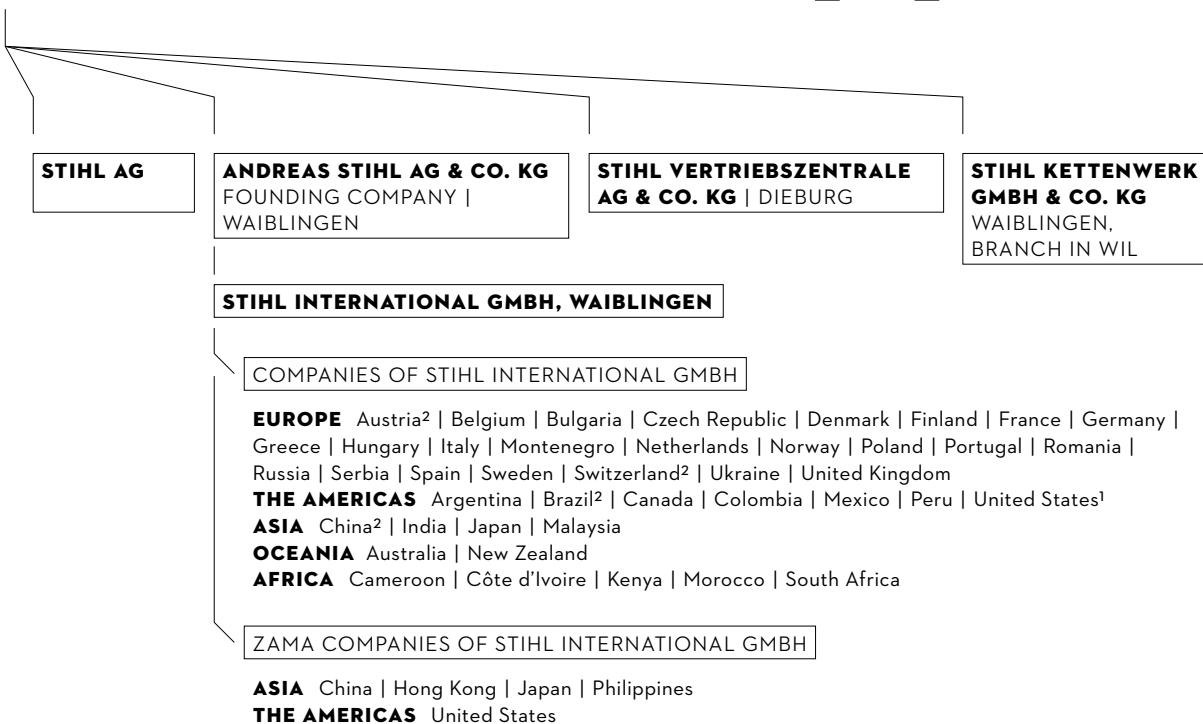 STIHL AG
ANDREAS STIHL AG & CO. KG
FOUNDING COMPANY |
WAIBLINGEN
STIHL VERTRIEBSZENTRALE
AG & CO. KG | DIEBURG
STIHL KETTENWERK
GMBH & CO. KG
WAIBLINGEN,
BRANCH IN WIL
STIHL INTERNATIONAL GMBH, WAIBLINGEN
COMPANIES OF STIHL INTERNATIONAL GMBH
EUROPE Austria² | Belgium | Bulgaria | Czech Republic | Denmark | Finland | France | Germany |
Greece | Hungary | Italy | Montenegro | Netherlands | Norway | Poland | Portugal | Romania |
Russia | Serbia | Spain | Sweden | Switzerland² | Ukraine | United Kingdom
THE AMERICAS Argentina | Brazil² | Canada | Colombia | Mexico | Peru | United States¹
ASIA China² | India | Japan | Malaysia
OCEANIA Australia | New Zealand
AFRICA Cameroon | Côte d'Ivoire | Kenya | Morocco | South Africa
ZAMA COMPANIES OF STIHL INTERNATIONAL GMBH
ASIA China | Hong Kong | Japan | Philippines
THE AMERICAS United States